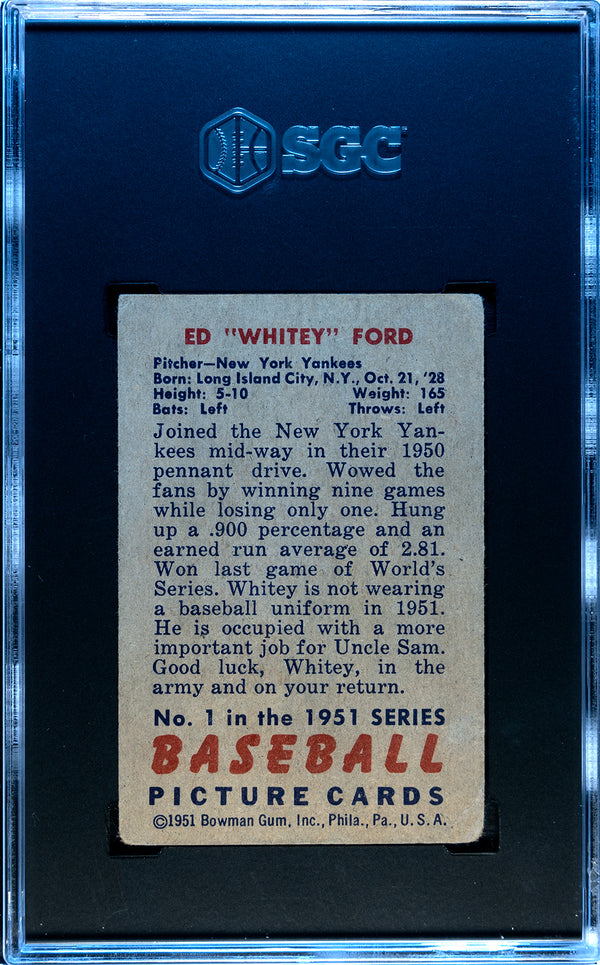 SGC
ED "WHITEY" FORD
Pitcher—New York Yankees
Born: Long Island City, N.Y., Oct. 21, '28
Height: 5-10 Weight: 165
Bats: Left Throws: Left
Joined the New York Yan-
kees mid-way in their 1950
pennant drive. Wowed the
fans by winning nine games
while losing only one. Hung
up a .900 percentage and an
earned run average of 2.81.
Won last game of World's
Series. Whitey is not wearing
a baseball uniform in 1951.
He is occupied with a more
important job for Uncle Sam.
Good luck, Whitey, in the
army and on your return.
No. 1 in the 1951 SERIES
BASEBALL
PICTURE CARDS
©1951 Bowman Gum, Inc., Phila., Pa., U. S. A.